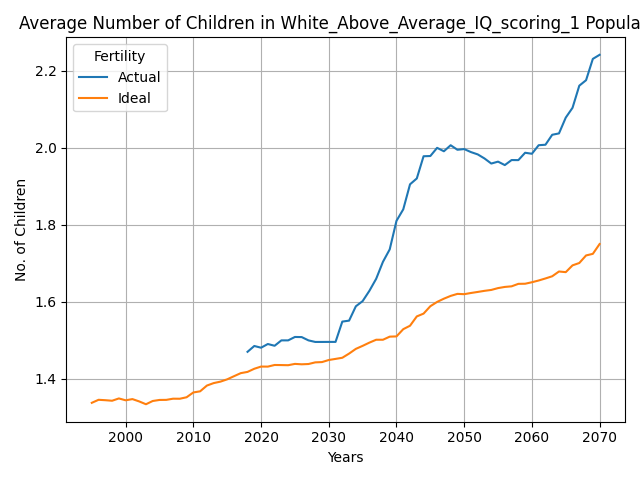 Average Number of Children in White_Above_Average_IQ_scoring_1 Popula
Fertility
Actual
Ideal
2.2
2.0
1.8
1.6
1.4
No. of Children
2000 2010 2020 2030 2040 2050 2060 2070
Years